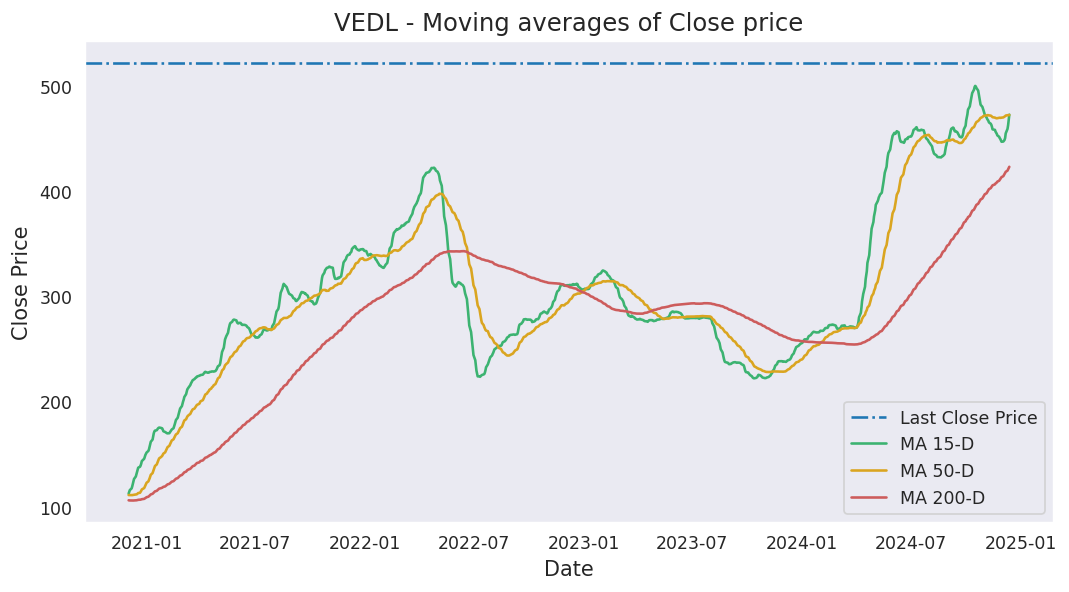 VEDL - Moving averages of Close price
Close Price
500
400
300
200
100
Last Close Price
MA 15-D
MA 50-D
MA 200-D
2021-01 2021-07 2022-01 2022-07 2023-01 2023-07 2024-01 2024-07 2025-01
Date